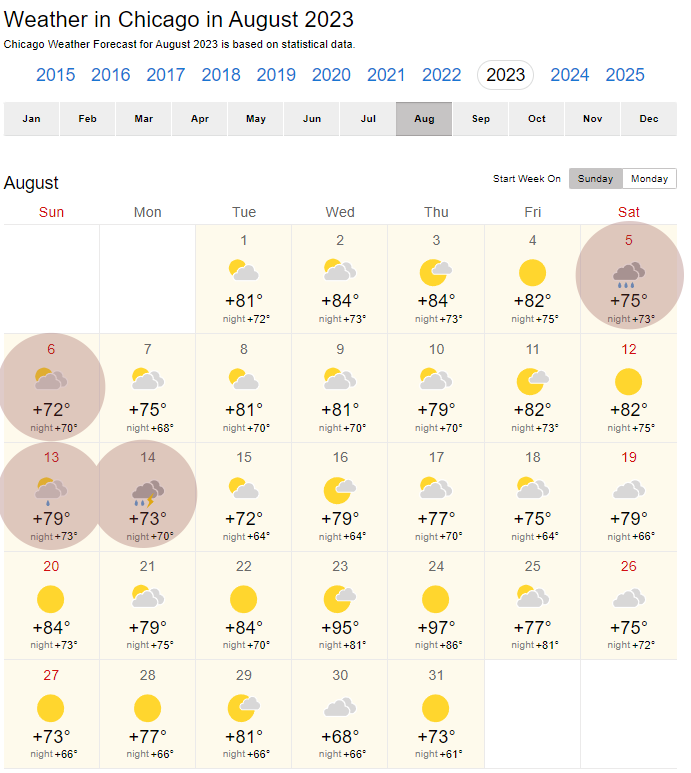 Weather in Chicago in August 2023
Chicago Weather Forecast for August 2023 is based on statistical data.
2015 2016 2017 2018 2019 2020 2021 2022 2023 2024 2025
Jan Feb Mar Apr May Jun Jul Aug Sep Oct Nov Dec
August Start Week On Sunday Monday
Sun Mon Tue Wed Thu Fri Sat
1 2 3 4 5
+81° +84° +84° +82° +75°
night +72° night +73° night +73° night +75° night +73°
6 7 8 9 10 11 12
+72° +75° +81° +81° +79° +82° +82°
night +70° night +68° night +70° night +70° night +70° night +73° night +75°
13 14 15 16 17 18 19
+79° +73° +72° +79° +77° +75° +79°
night +73° night +70° night +64° night +64° night +70° night +64° night +66°
20 21 22 23 24 25 26
+84° +79° +84° +95° +97° +77° +75°
night +73° night +75° night +70° night +81° night +86° night +81° night +72°
27 28 29 30 31
+73° +77° +81° +68° +73°
night +66° night +66° night +66° night +66° night +61°